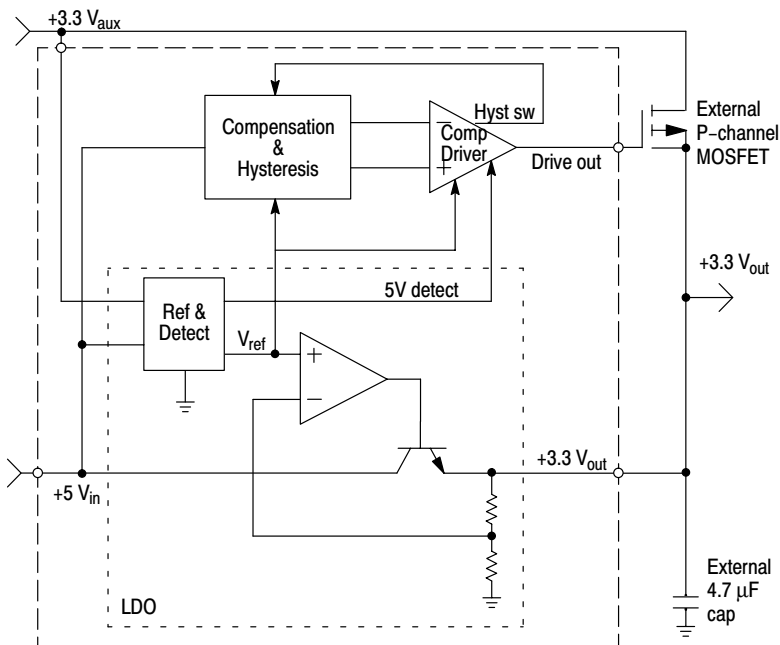 +3.3 Vaux
Compensation
&
Hysteresis
Hyst sw
−
Comp
Driver
+
Drive out
External
P−channel
MOSFET
+3.3 Vout
Ref &
Detect
5V detect
Vref
+
−
+3.3 Vout
+5 Vin
LDO
External
4.7 μF
cap